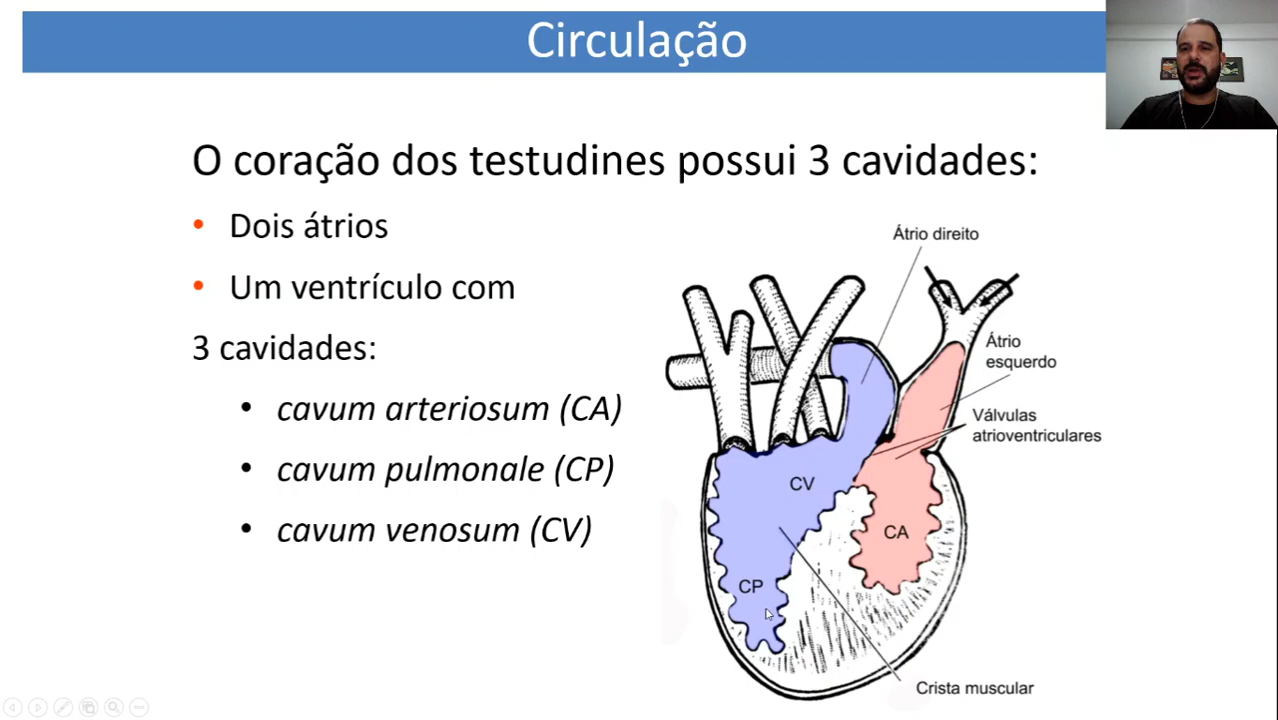 Circulação
O coração dos testudines possui 3 cavidades:
• Dois átrios
• Um ventrículo com
3 cavidades:
• cavum arteriosum (CA)
• cavum pulmonale (CP)
• cavum venosum (CV)
Átrio direito
Átrio
esquerdo
Válvulas
atrioventriculares
CV
CA
CP
Crista muscular